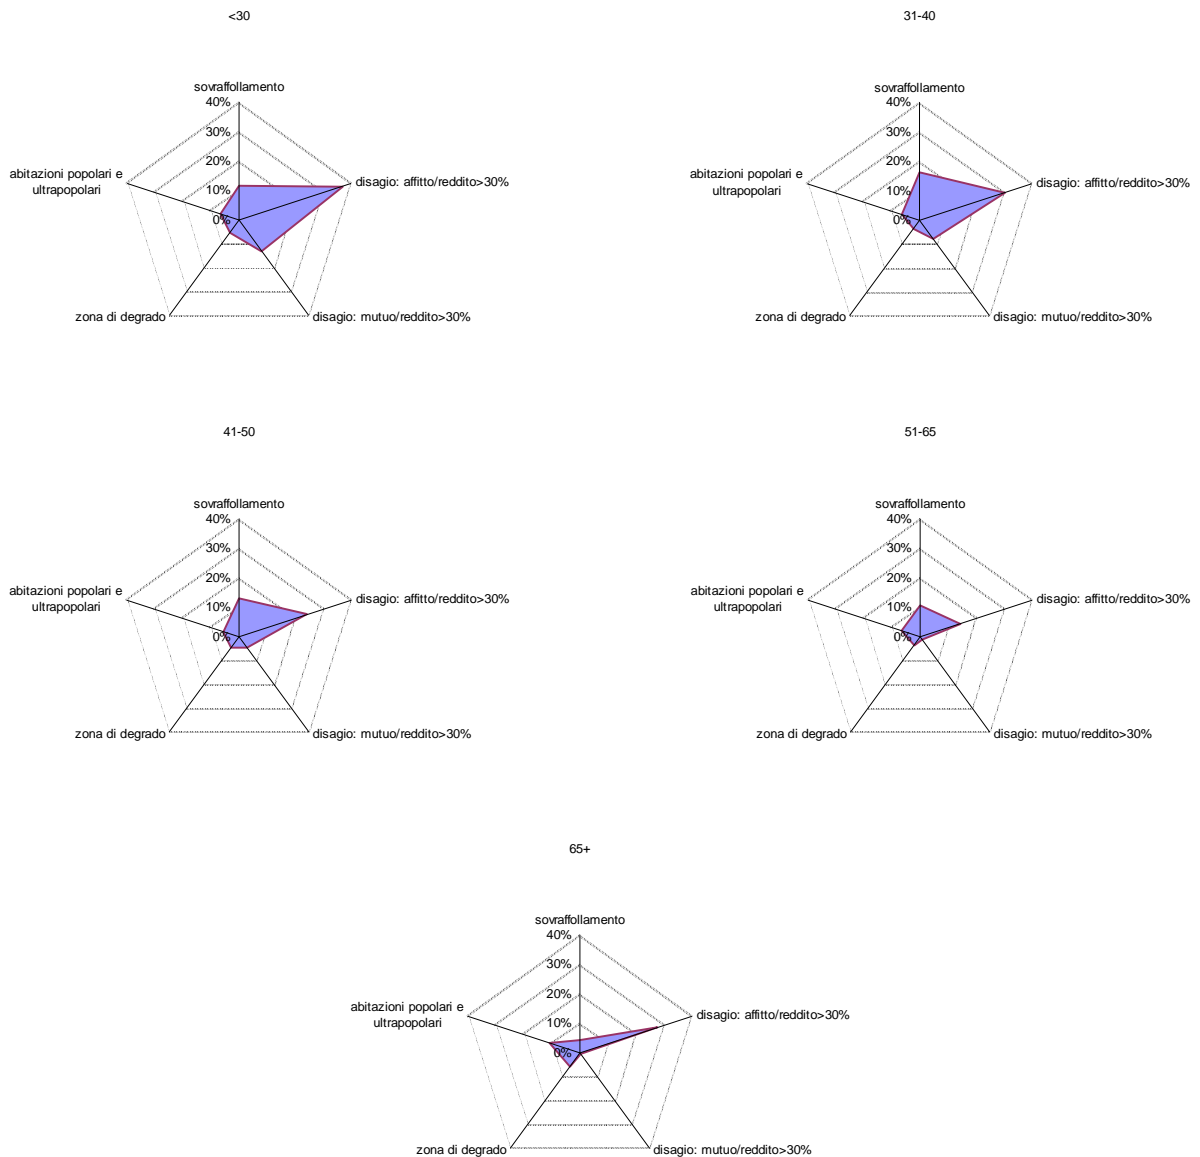 <30
sovraffollamento
40%
30%
20%
10%
0%
abitazioni popolari e
ultrapopolari
disagio: affitto/reddito>30%
zona di degrado
disagio: mutuo/reddito>30%
31-40
sovraffollamento
40%
30%
20%
10%
0%
abitazioni popolari e
ultrapopolari
disagio: affitto/reddito>30%
zona di degrado
disagio: mutuo/reddito>30%
41-50
sovraffollamento
40%
30%
20%
10%
0%
abitazioni popolari e
ultrapopolari
disagio: affitto/reddito>30%
zona di degrado
disagio: mutuo/reddito>30%
51-65
sovraffollamento
40%
30%
20%
10%
0%
abitazioni popolari e
ultrapopolari
disagio: affitto/reddito>30%
zona di degrado
disagio: mutuo/reddito>30%
65+
sovraffollamento
40%
30%
20%
10%
0%
abitazioni popolari e
ultrapopolari
disagio: affitto/reddito>30%
zona di degrado
disagio: mutuo/reddito>30%